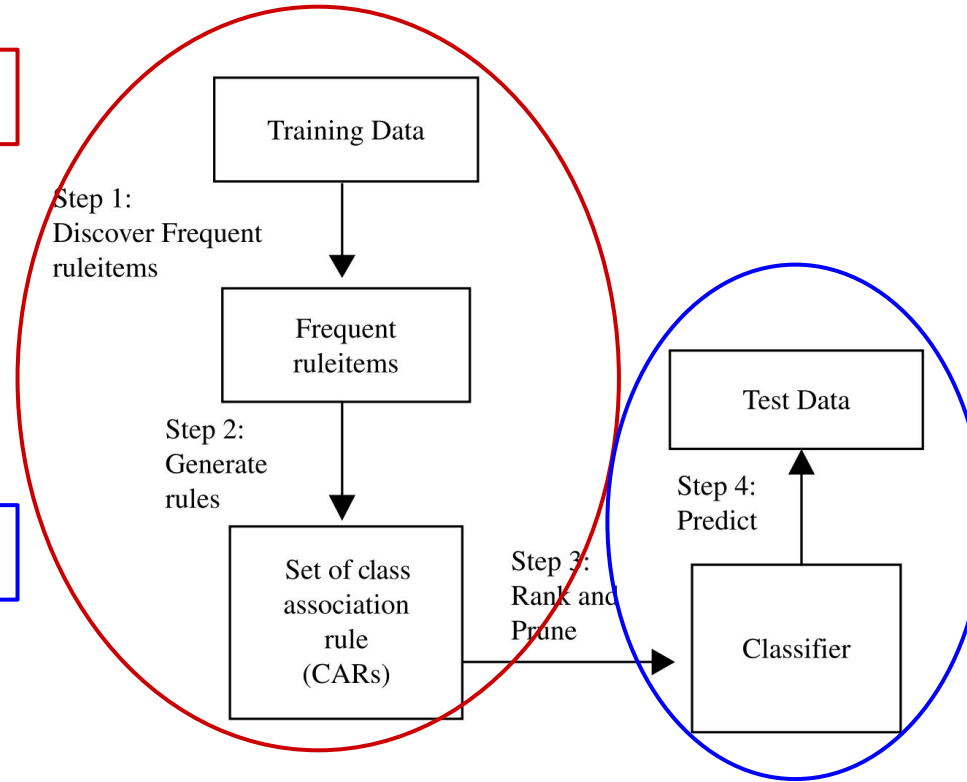 Training Data
Step 1:
Discover Frequent
ruleitems
Frequent
ruleitems
Step 2:
Generate
rules
Set of class
association
rule
(CARs)
Step 3:
Rank and
Prune
Test Data
Step 4:
Predict
Classifier